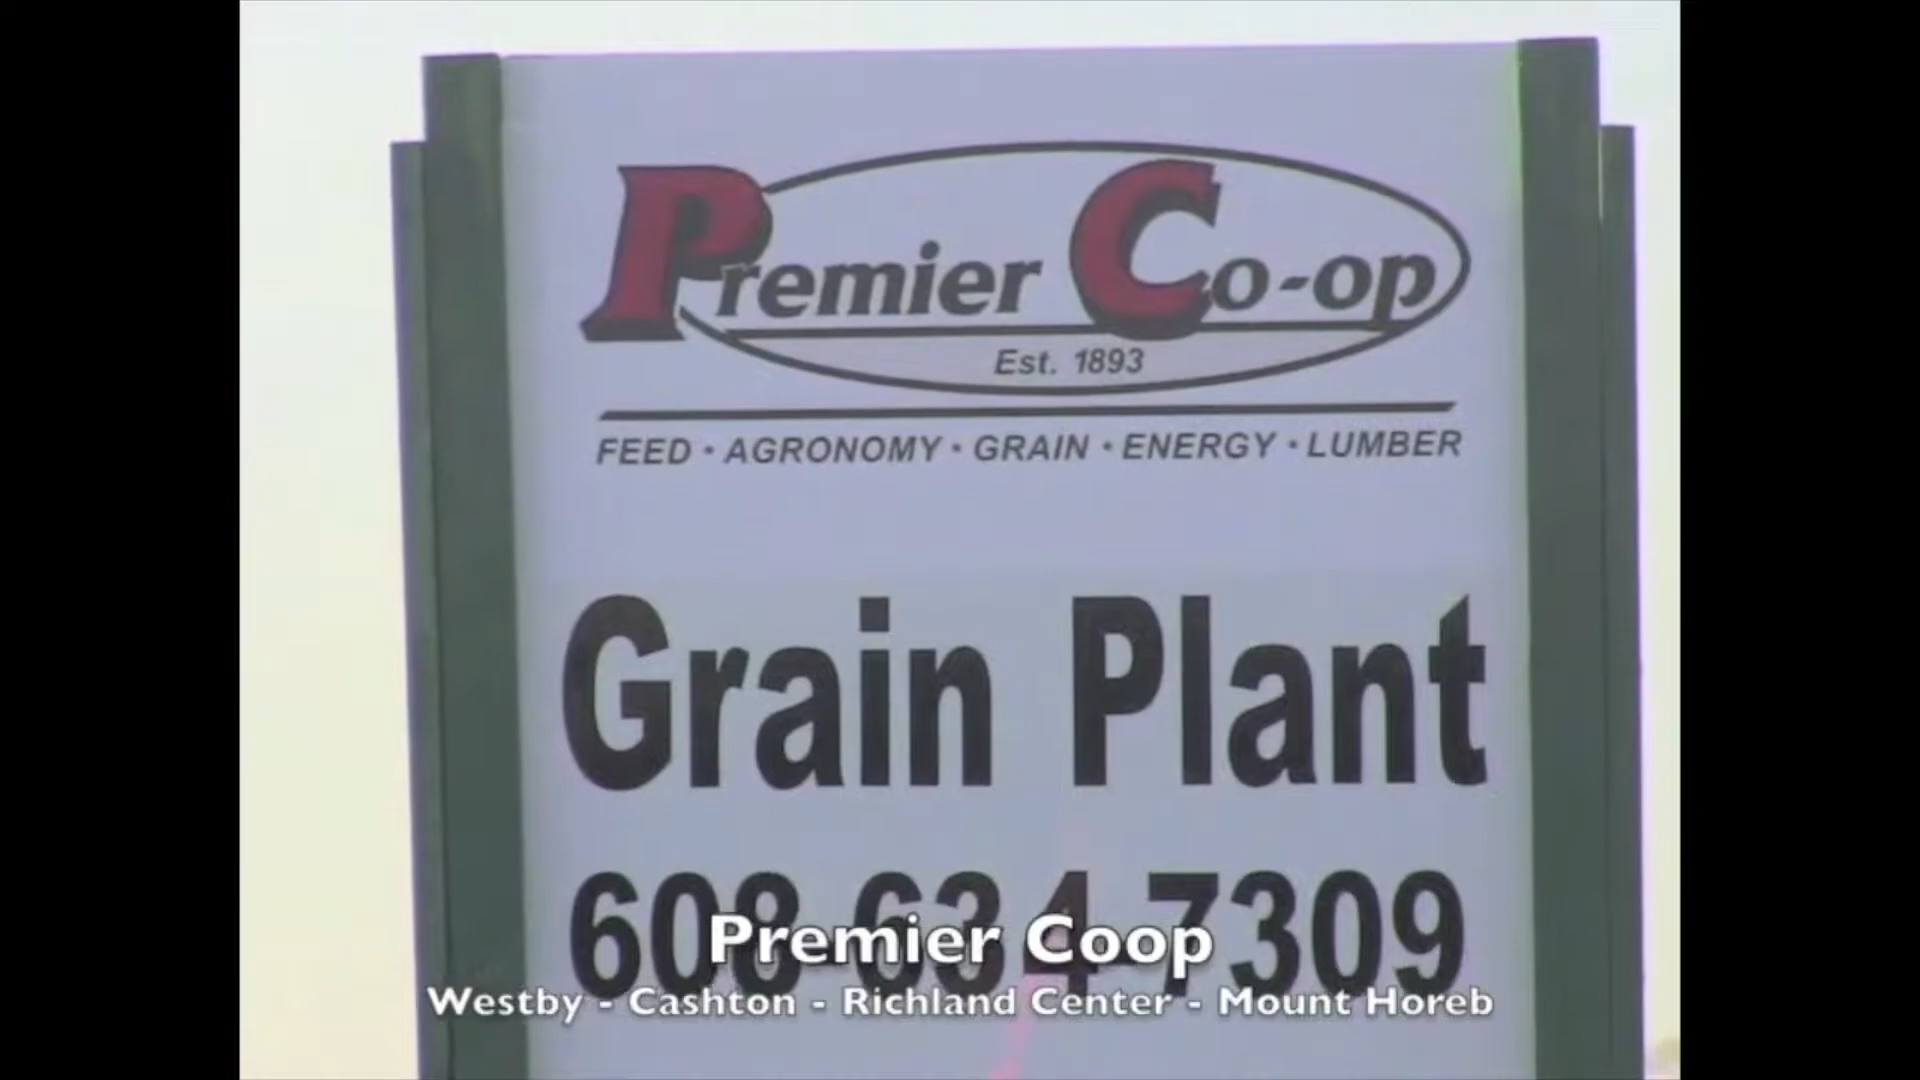 Premier Co-op
Est. 1893
FEED • AGRONOMY • GRAIN • ENERGY • LUMBER
Grain Plant
608-634-7309
Premier Coop
Westby - Cashton - Richland Center - Mount Horeb